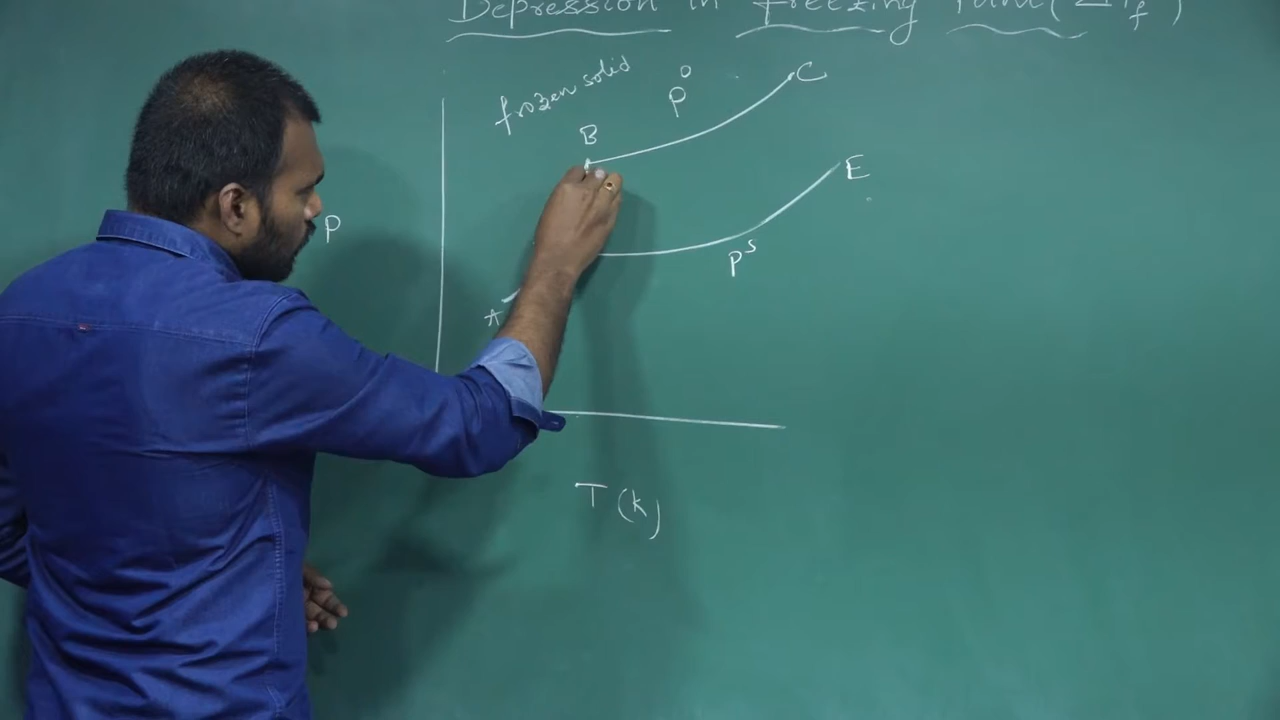 Depression in freezing Point (ΔTf)
frozen solid
P°
C
B
E
P
Pˢ
A
T (K)